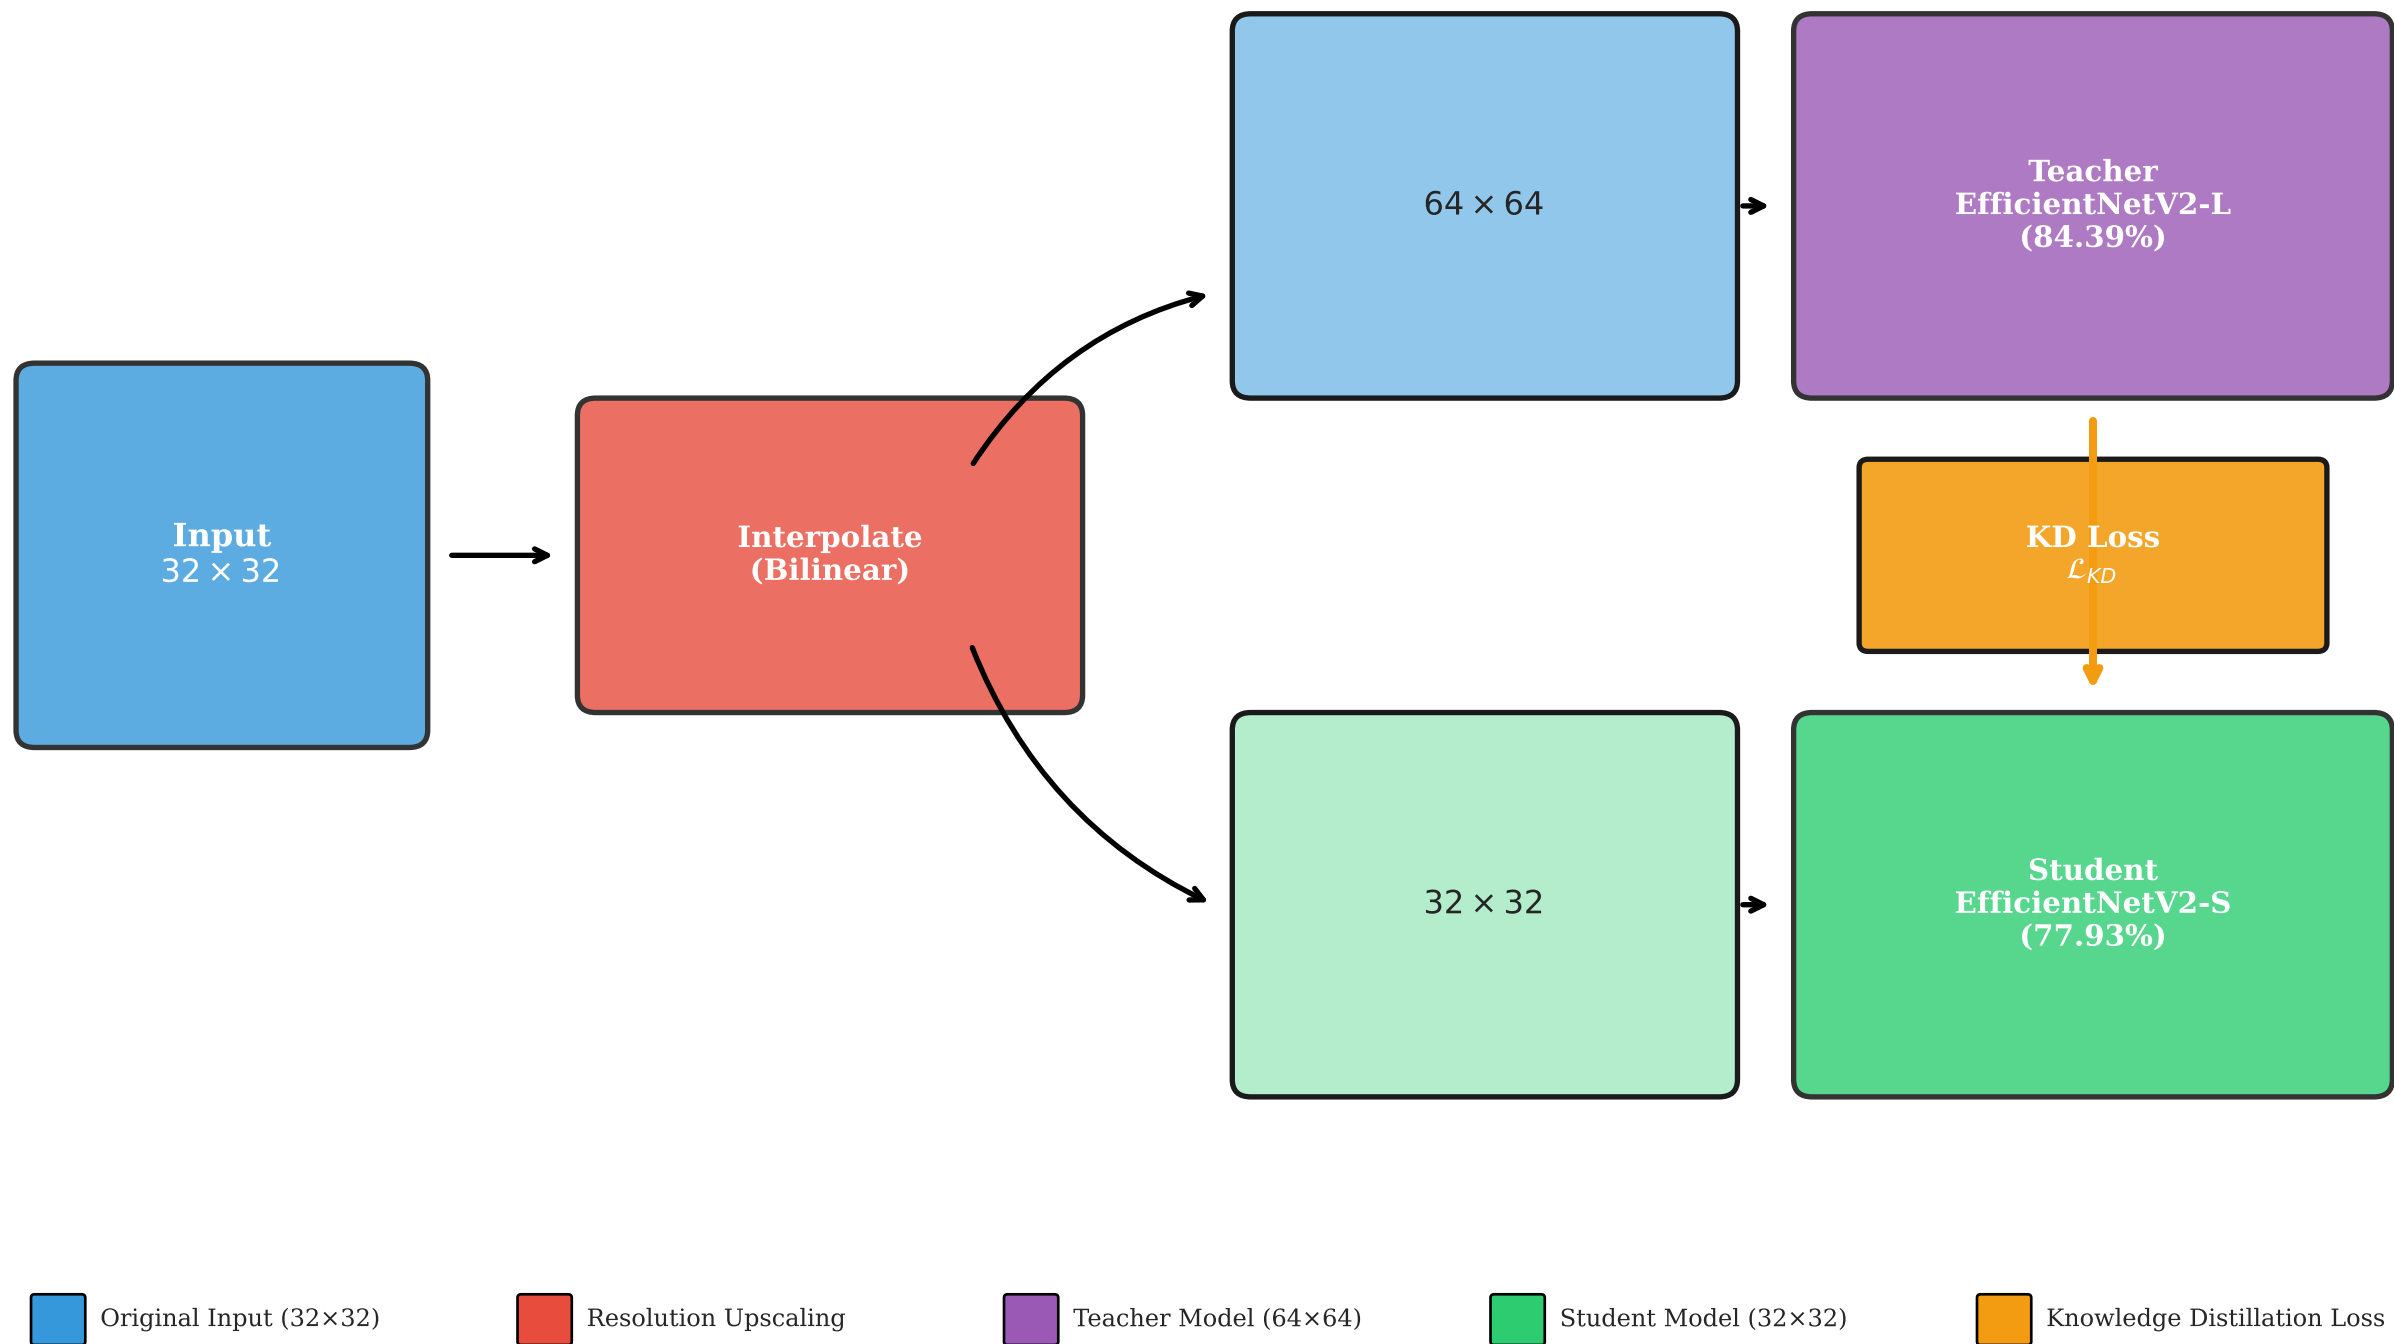 Input
32 × 32
Interpolate
(Bilinear)
64 × 64
Teacher
EfficientNetV2-L
(84.39%)
KD Loss
ℒ_KD
32 × 32
Student
EfficientNetV2-S
(77.93%)
Original Input (32×32)
Resolution Upscaling
Teacher Model (64×64)
Student Model (32×32)
Knowledge Distillation Loss